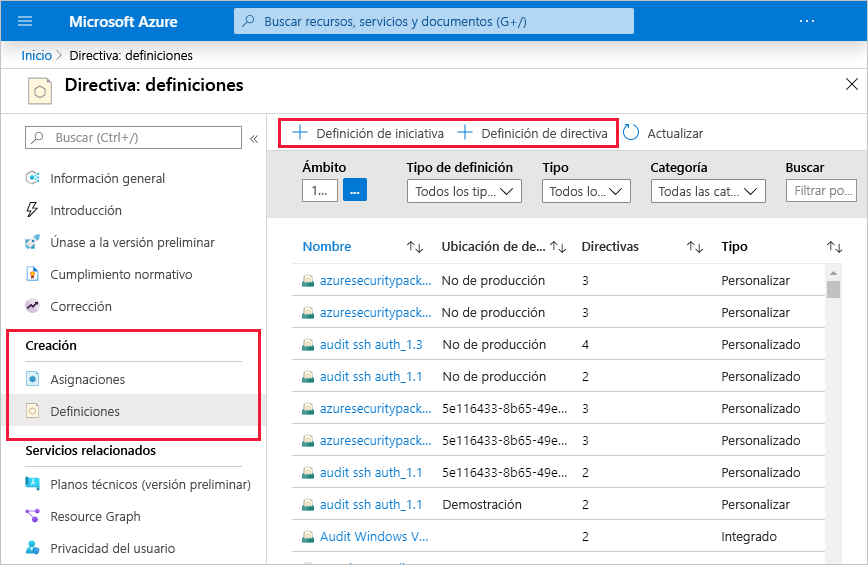 Microsoft Azure
Buscar recursos, servicios y documentos (G+/)
...
Inicio > Directiva: definiciones
Directiva: definiciones
Buscar (Ctrl+/)
Información general
Introducción
Únase a la versión preliminar
Cumplimiento normativo
Corrección
Creación
Asignaciones
Definiciones
Servicios relacionados
Planos técnicos (versión preliminar)
Resource Graph
Privacidad del usuario
Definición de iniciativa
Definición de directiva
Actualizar
Ámbito Tipo de definición Tipo Categoría Buscar
1... ... Todos los tip... Todos lo... Todas las cat... Filtrar po...
Nombre Ubicación de de... Directivas Tipo
azuresecuritypack... No de producción 3 Personalizar
azuresecuritypack... No de producción 3 Personalizar
audit ssh auth_1.3 No de producción 4 Personalizado
audit ssh auth_1.1 No de producción 2 Personalizado
azuresecuritypack... 5e116433-8b65-49e... 3 Personalizado
azuresecuritypack... 5e116433-8b65-49e... 3 Personalizado
audit ssh auth_1.1 5e116433-8b65-49e... 2 Personalizado
audit ssh auth_1.1 Demostración 2 Personalizar
Audit Windows V... 2 Integrado